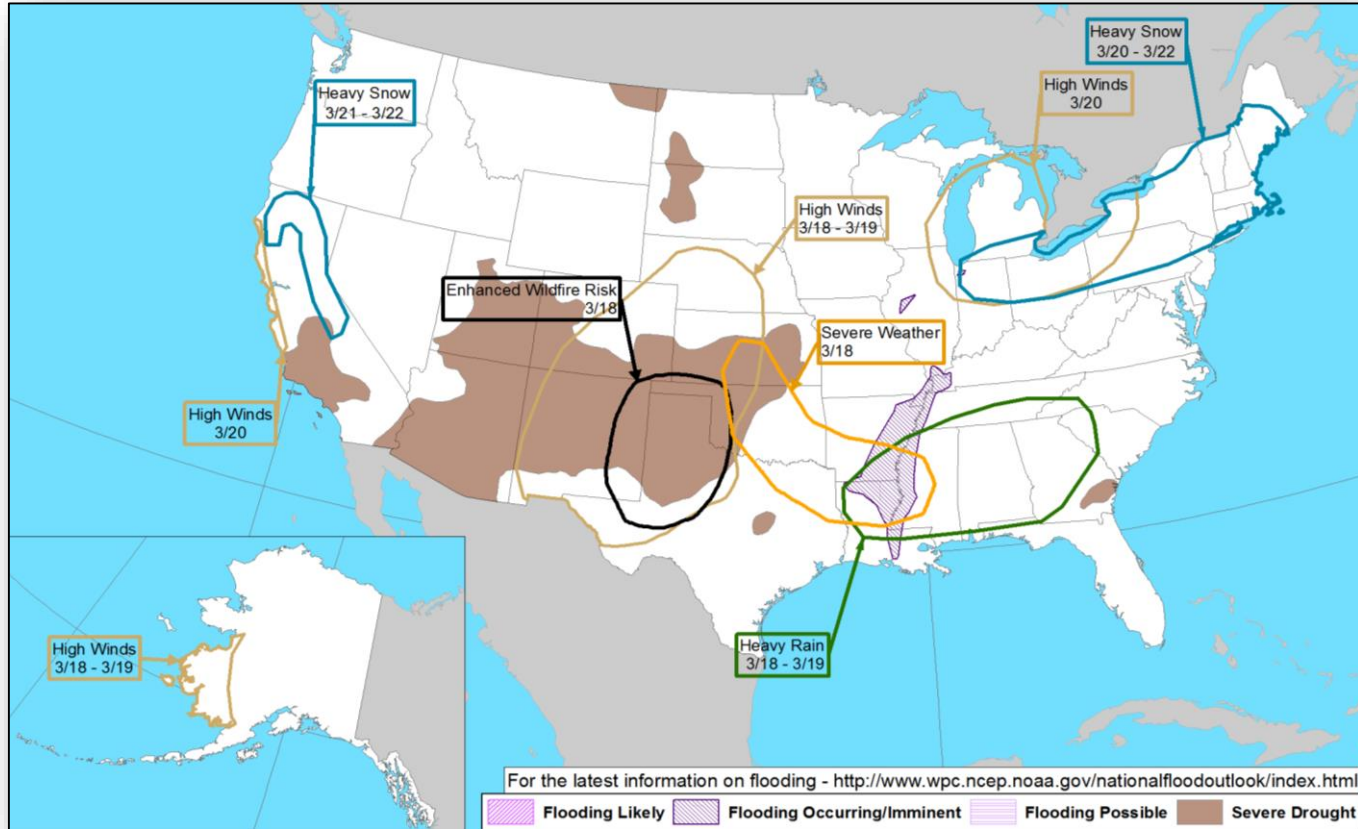 Heavy Snow
3/20 - 3/22
High Winds
3/20
Heavy Snow
3/21 - 3/22
High Winds
3/18 - 3/19
Enhanced Wildfire Risk
3/18
Severe Weather
3/18
High Winds
3/20
High Winds
3/18 - 3/19
Heavy Rain
3/18 - 3/19
For the latest information on flooding - http://www.wpc.ncep.noaa.gov/nationalfloodoutlook/index.html
Flooding Likely
Flooding Occurring/Imminent
Flooding Possible
Severe Drought